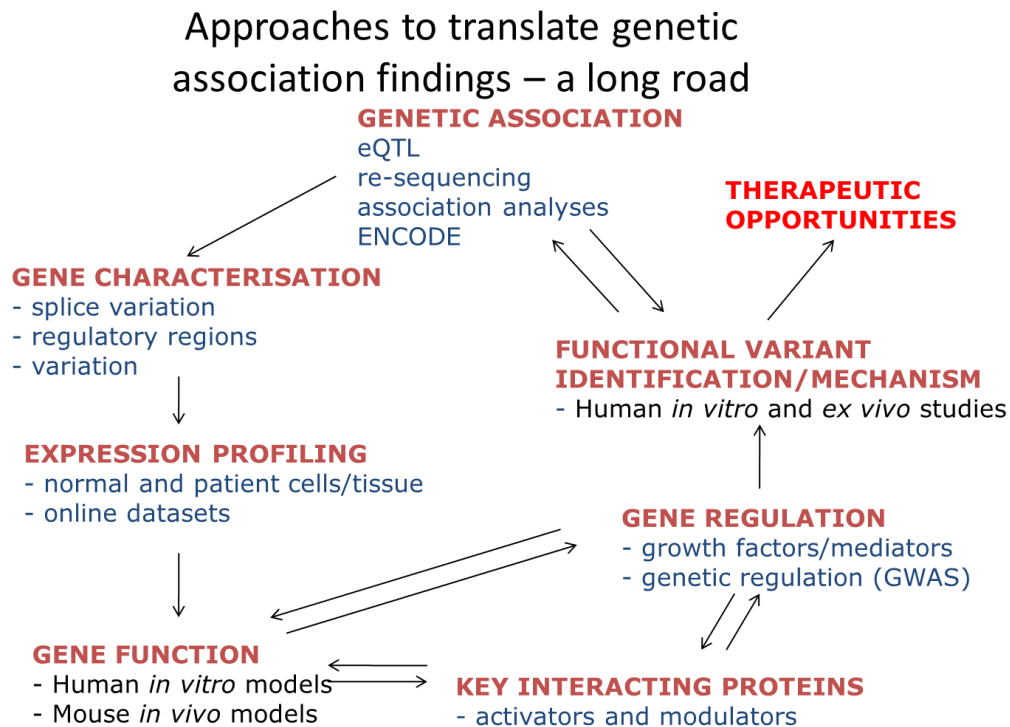 Approaches to translate genetic
association findings – a long road
GENETIC ASSOCIATION
eQTL
re-sequencing
association analyses
ENCODE
THERAPEUTIC
OPPORTUNITIES
GENE CHARACTERISATION
- splice variation
- regulatory regions
- variation
FUNCTIONAL VARIANT
IDENTIFICATION/MECHANISM
- Human in vitro and ex vivo studies
EXPRESSION PROFILING
- normal and patient cells/tissue
- online datasets
GENE REGULATION
- growth factors/mediators
- genetic regulation (GWAS)
GENE FUNCTION
- Human in vitro models
- Mouse in vivo models
KEY INTERACTING PROTEINS
- activators and modulators